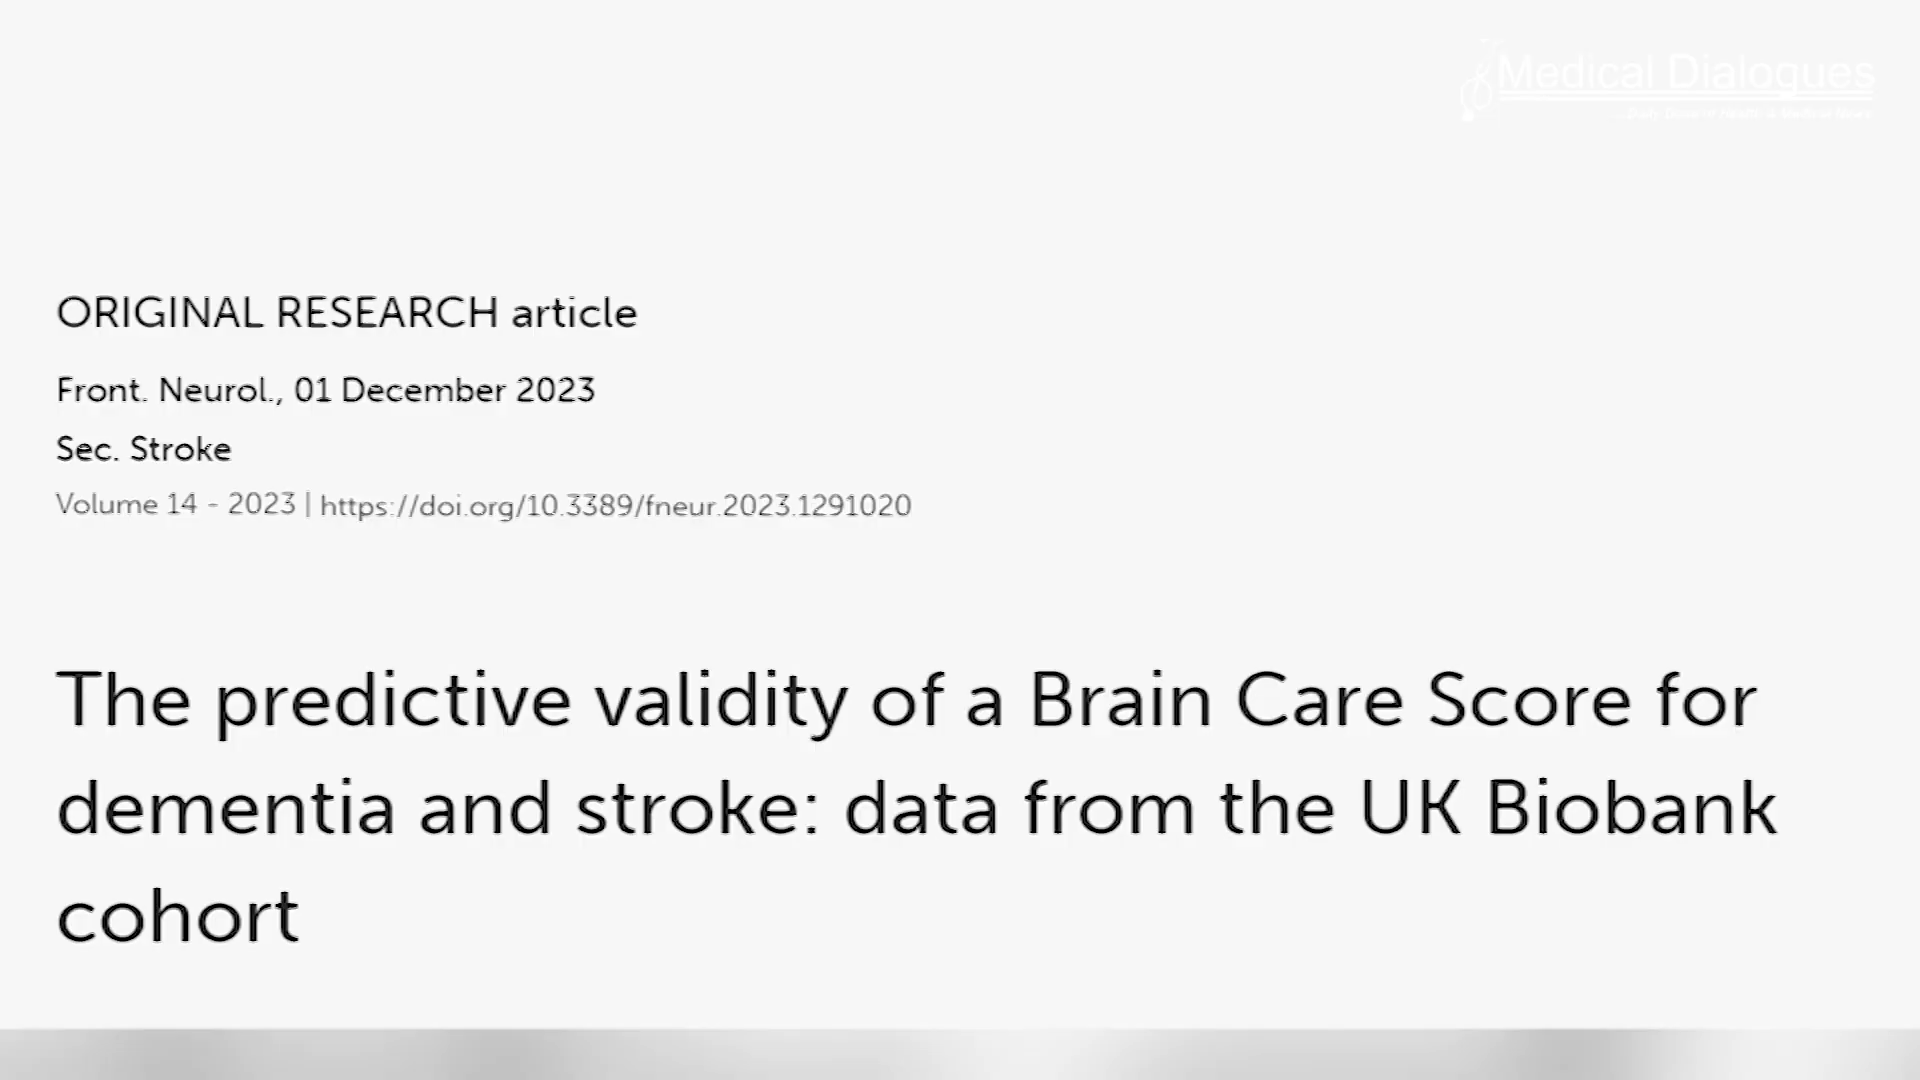 Medical Dialogues
ORIGINAL RESEARCH article
Front. Neurol., 01 December 2023
Sec. Stroke
Volume 14 - 2023 | https://doi.org/10.3389/fneur.2023.1291020
The predictive validity of a Brain Care Score for
dementia and stroke: data from the UK Biobank
cohort